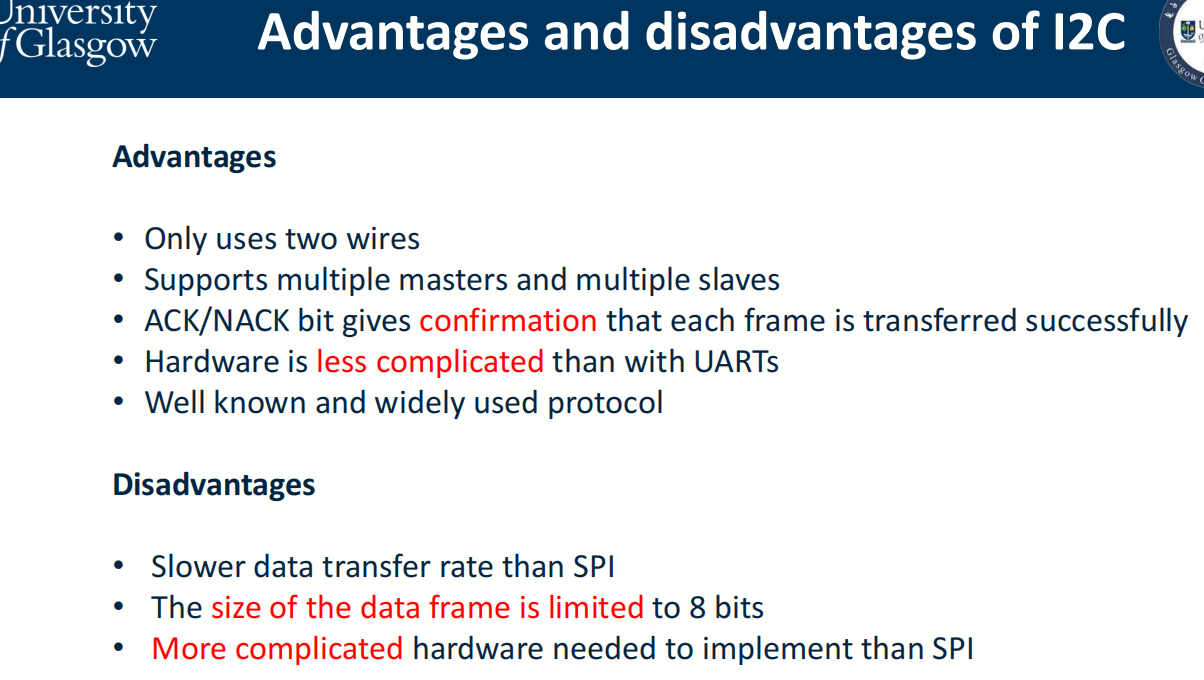 University
of Glasgow
Advantages and disadvantages of I2C
Advantages
• Only uses two wires
• Supports multiple masters and multiple slaves
• ACK/NACK bit gives confirmation that each frame is transferred successfully
• Hardware is less complicated than with UARTs
• Well known and widely used protocol
Disadvantages
• Slower data transfer rate than SPI
• The size of the data frame is limited to 8 bits
• More complicated hardware needed to implement than SPI